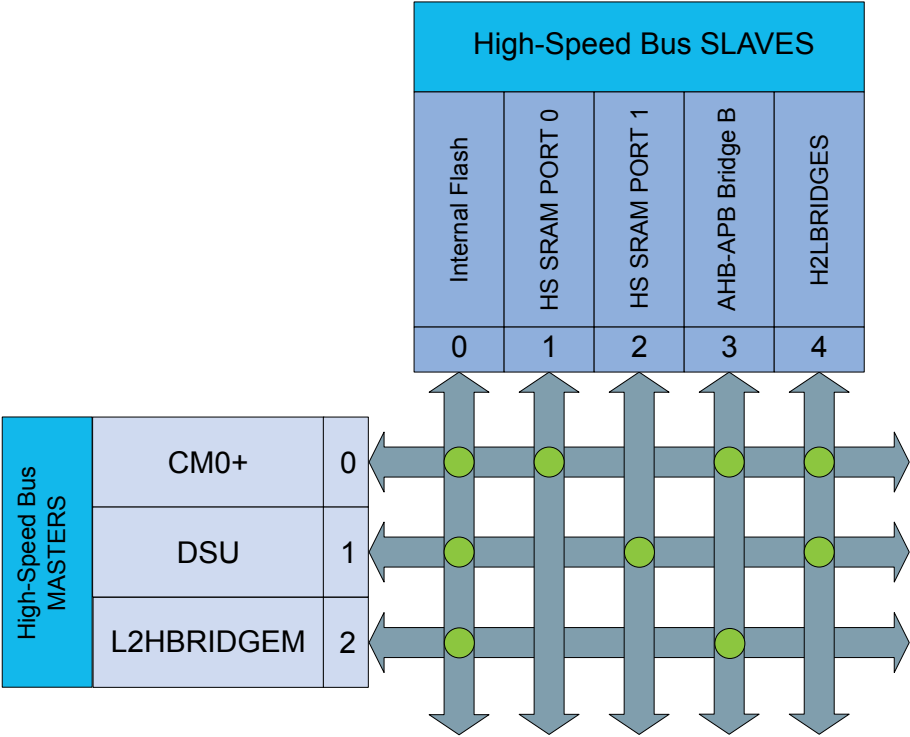 High-Speed Bus SLAVES
Internal Flash
HS SRAM PORT 0
HS SRAM PORT 1
AHB-APB Bridge B
H2LBRIDGES
0
1
2
3
4
High-Speed Bus
MASTERS
CM0+
0
DSU
1
L2HBRIDGEM
2